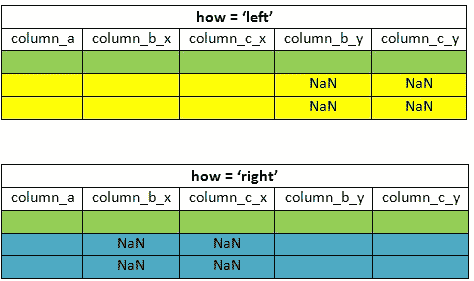 how = ‘left’
column_a column_b_x column_c_x column_b_y column_c_y
NaN NaN
NaN NaN
how = ‘right’
column_a column_b_x column_c_x column_b_y column_c_y
NaN NaN
NaN NaN